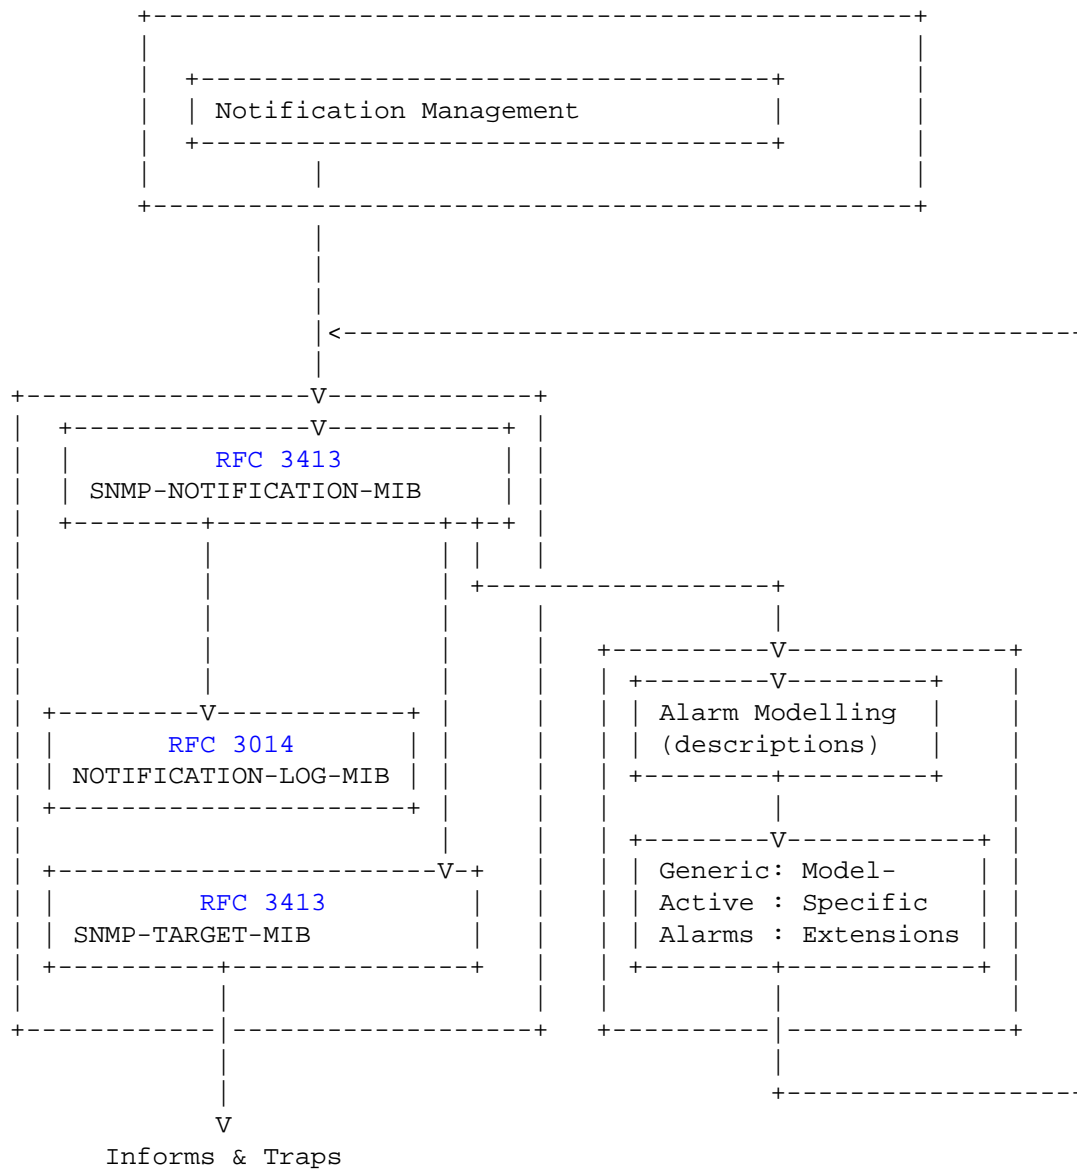 Notification Management
RFC 3413
SNMP-NOTIFICATION-MIB
RFC 3014
NOTIFICATION-LOG-MIB
RFC 3413
SNMP-TARGET-MIB
Informs & Traps
Alarm Modelling
(descriptions)
Generic: Model-
Active : Specific
Alarms : Extensions